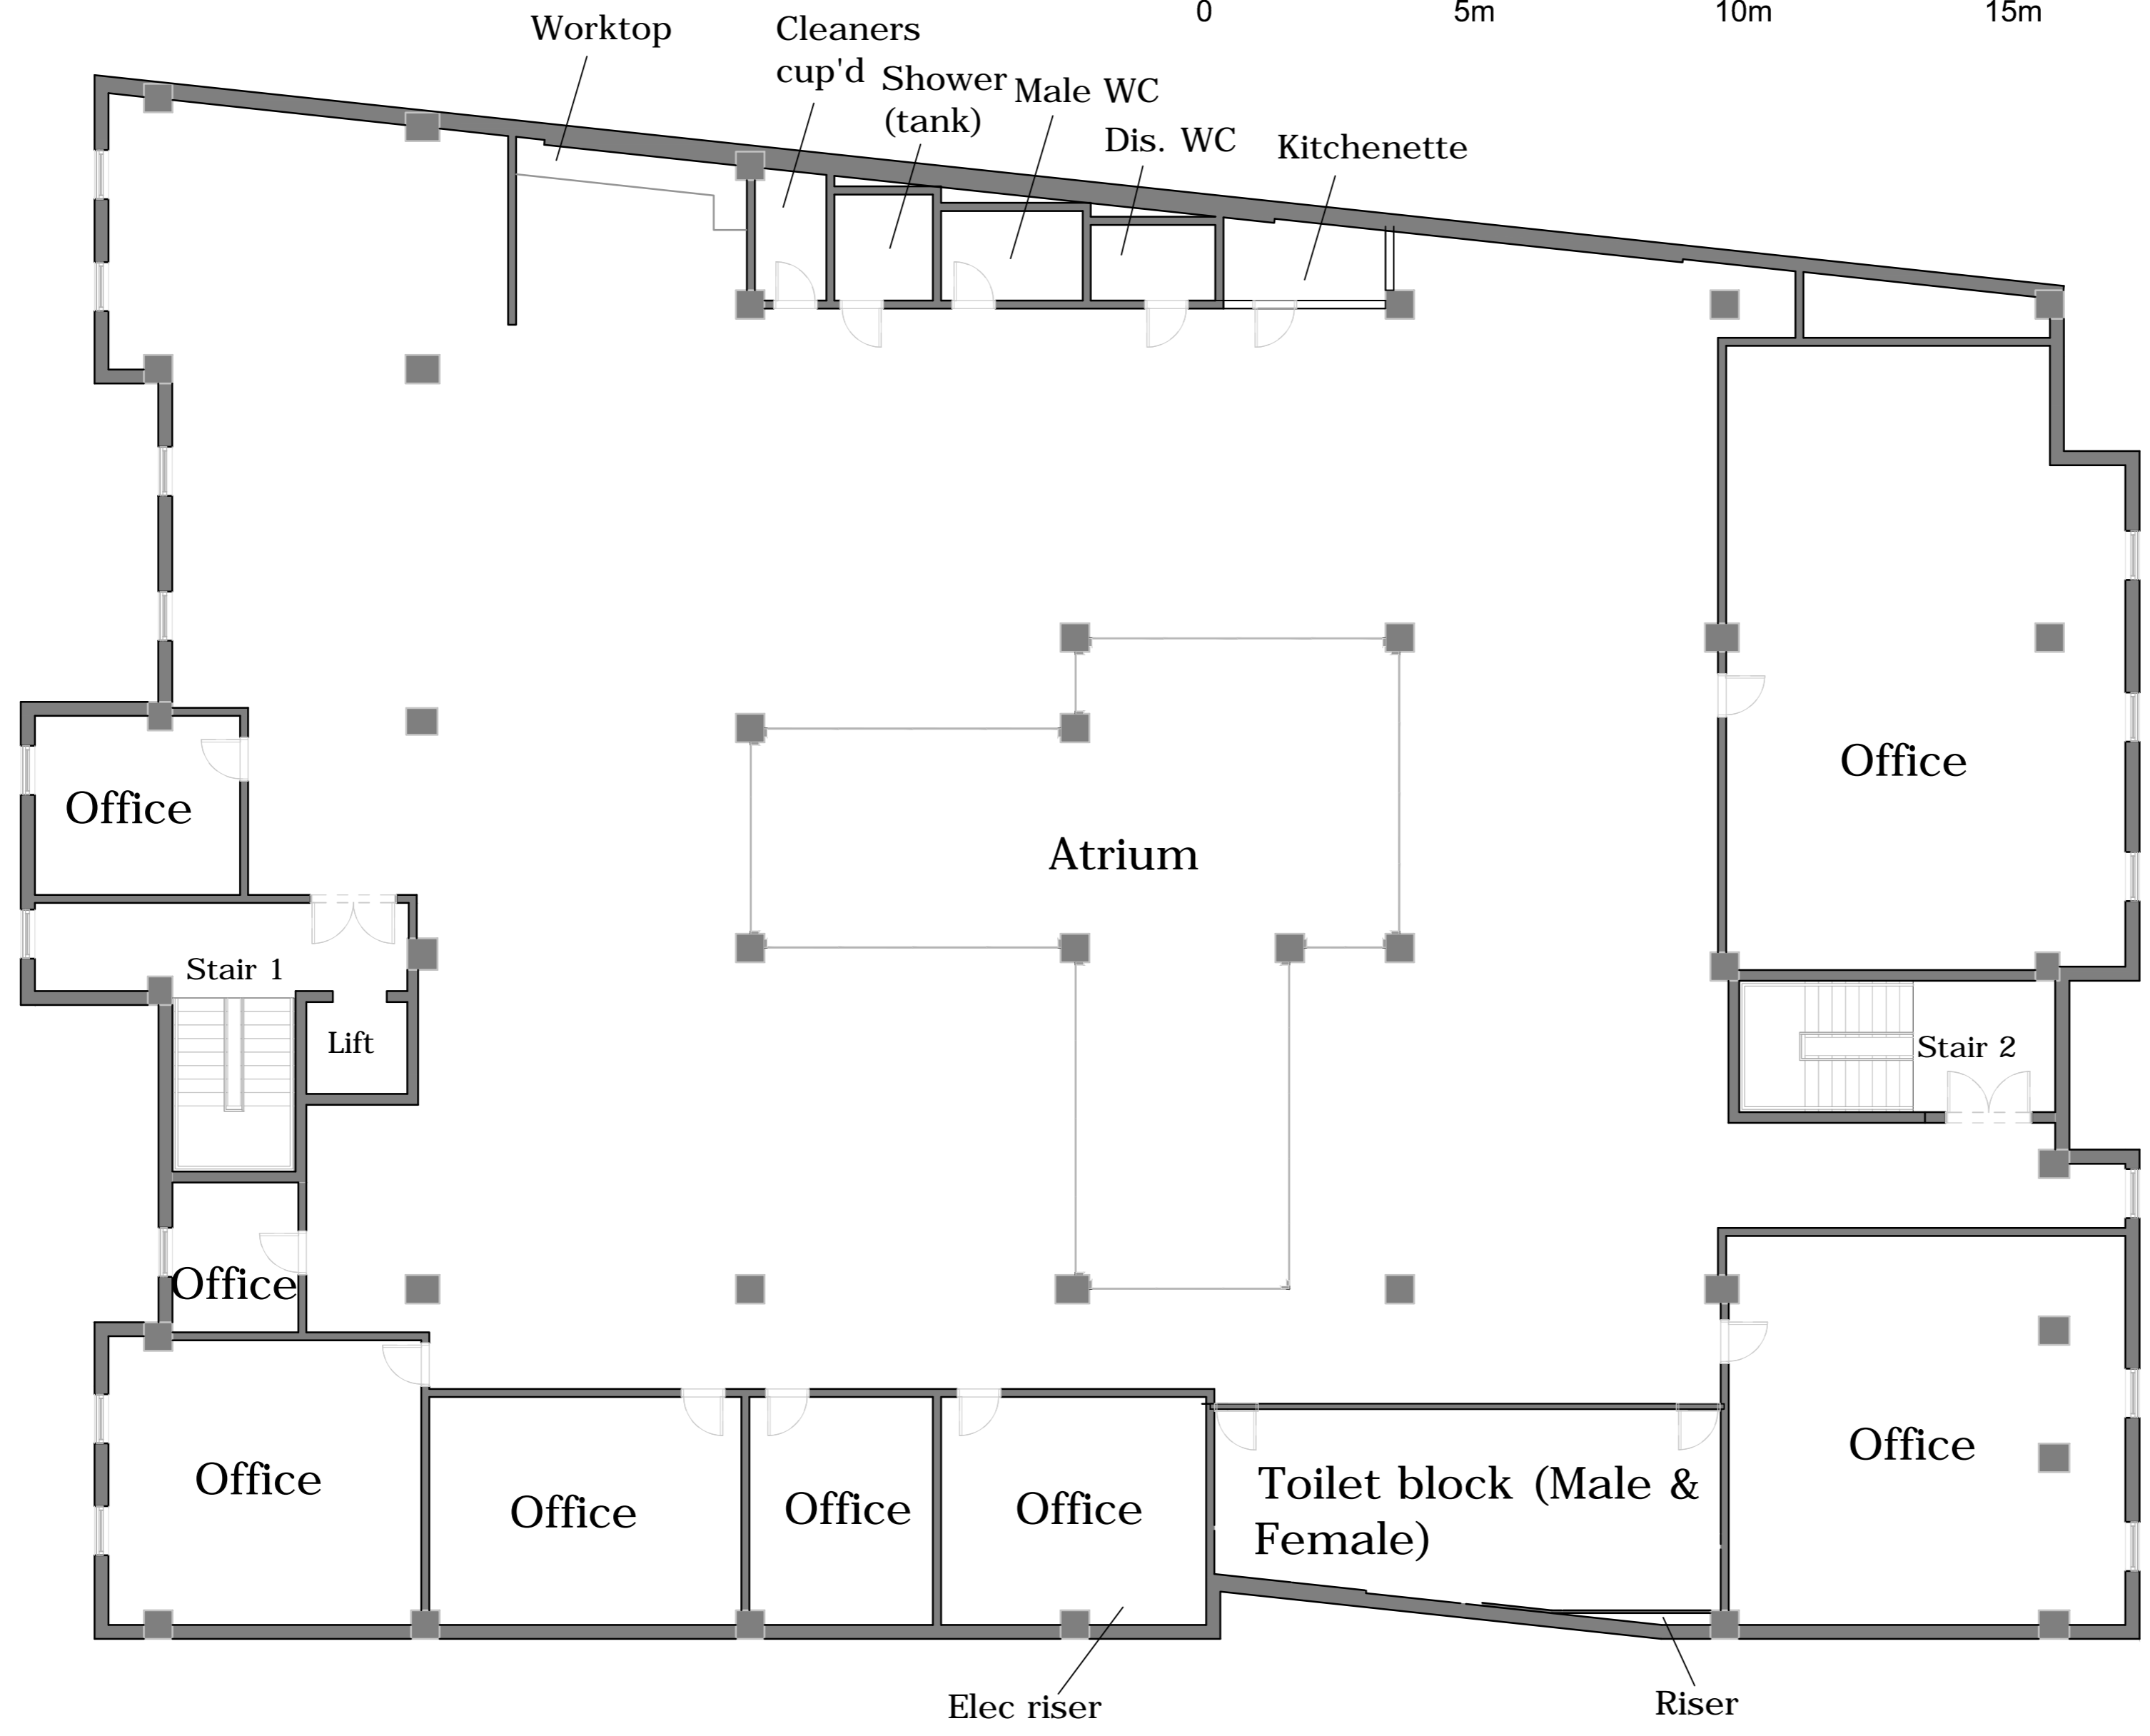 0 5m 10m 15m
Worktop
Cleaners
cup'd
Shower
(tank)
Male WC
Dis. WC
Kitchenette
Office
Office
Atrium
Stair 1
Lift
Stair 2
Office
Office
Office
Office
Office
Office
Toilet block (Male &
Female)
Elec riser
Riser